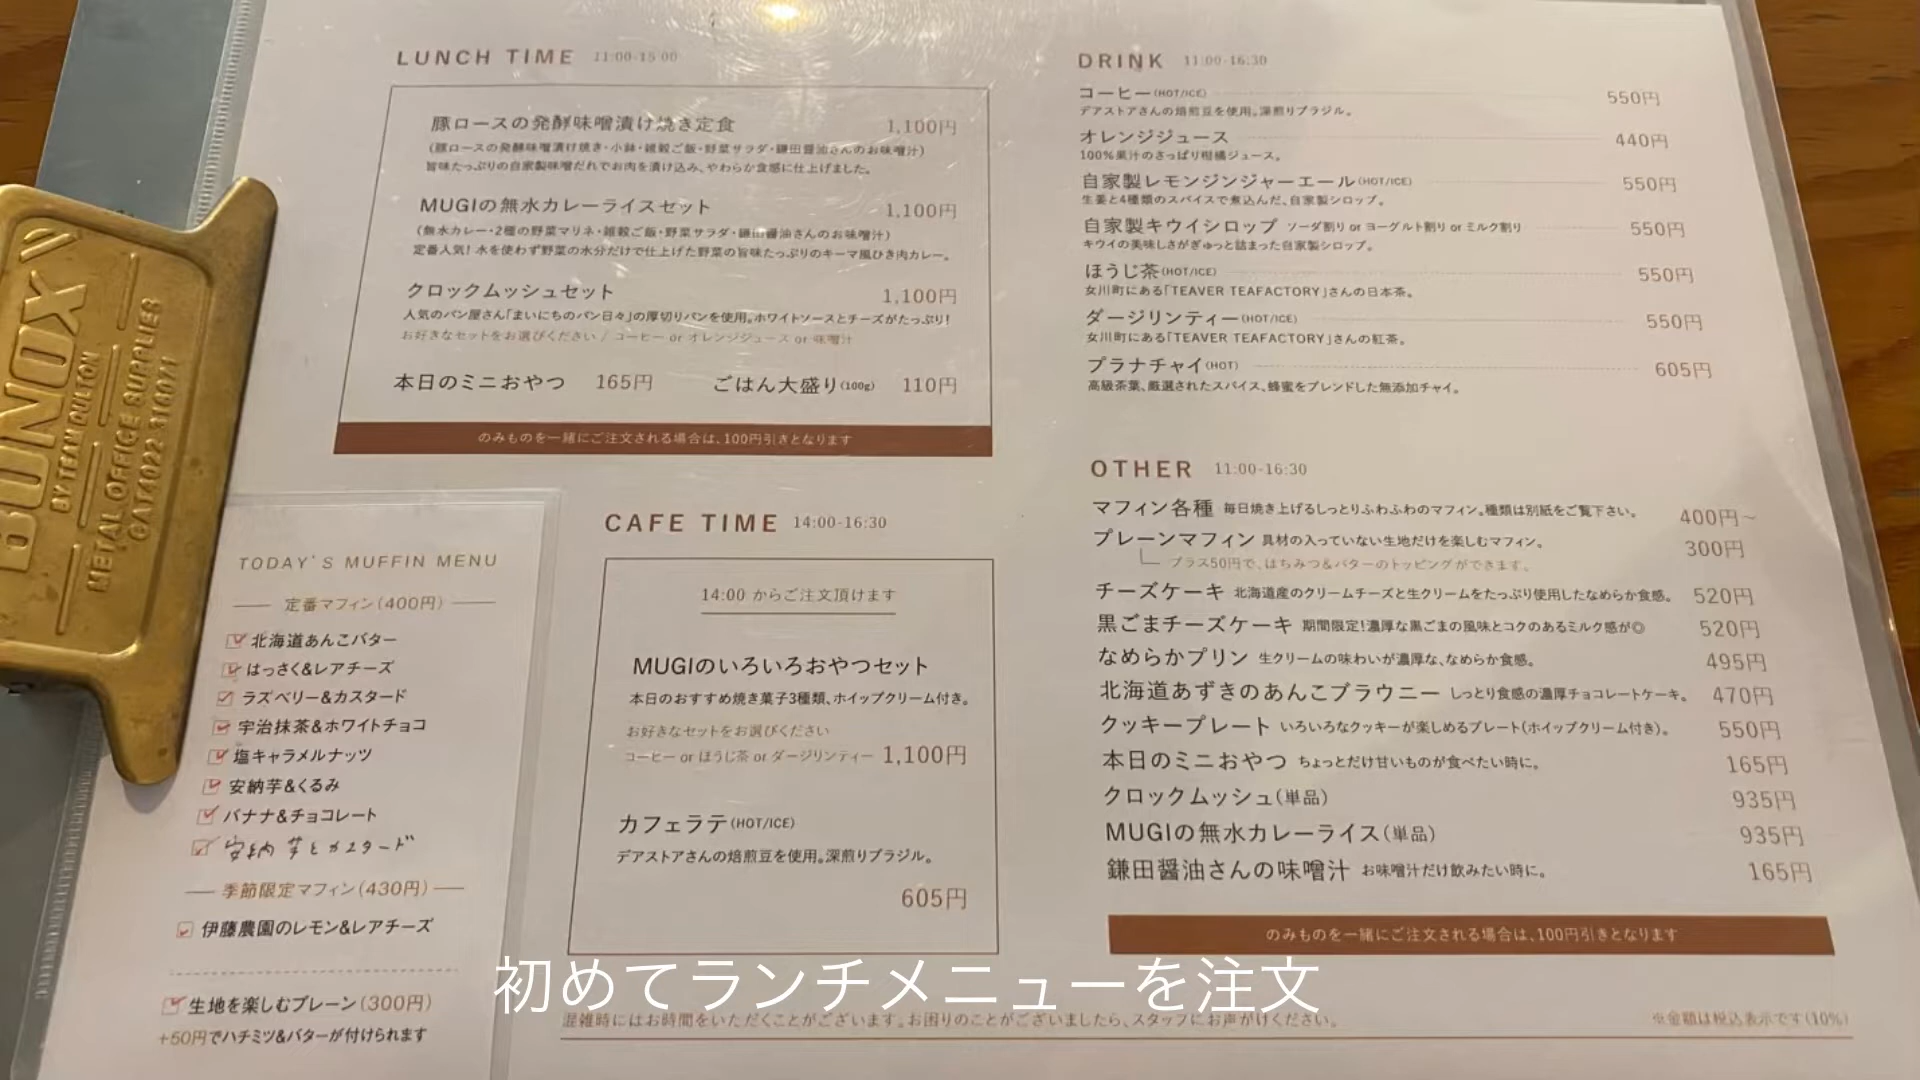 LUNCH TIME 11:00-15:00
豚ロースの発酵味噌漬け焼き定食 1,100円
(豚ロースの発酵味噌漬け焼き・小鉢・雑穀ご飯・野菜サラダ・鎌田醤油さんのお味噌汁)
旨味たっぷりの自家製味噌だれでお肉を漬け込み、やわらか食感に仕上げました。
MUGIの無水カレーライスセット 1,100円
(無水カレー・2種の野菜マリネ・雑穀ご飯・野菜サラダ・鎌田醤油さんのお味噌汁)
定番人気!水を使わず野菜の水分だけで仕上げた野菜の旨味たっぷりのキーマ風ひき肉カレー。
クロックムッシュセット 1,100円
人気のパン屋さん「まいにちのパン日々」の厚切りパンを使用。ホワイトソースとチーズがたっぷり!
お好きなセットをお選びください / コーヒー or オレンジジュース or 味噌汁
本日のミニおやつ 165円 ごはん大盛り(100g) 110円
のみものを一緒にご注文される場合は、100円引きとなります
CAFE TIME 14:00-16:30
14:00 からご注文頂けます
MUGIのいろいろおやつセット
本日のおすすめ焼き菓子3種類、ホイップクリーム付き。
お好きなセットをお選びください
コーヒー or ほうじ茶 or ダージリンティー 1,100円
カフェラテ(HOT/ICE)
デアストアさんの焙煎豆を使用。深煎りブラジル。
605円
DRINK 11:00-16:30
コーヒー(HOT/ICE) 550円
デアストアさんの焙煎豆を使用。深煎りブラジル。
オレンジジュース 440円
100%果汁のさっぱり柑橘ジュース。
自家製レモンジンジャーエール(HOT/ICE) 550円
生姜と4種類のスパイスで煮込んだ、自家製シロップ。
自家製キウイシロップ ソーダ割り or ヨーグルト割り or ミルク割り 550円
キウイの美味しさがぎゅっと詰まった自家製シロップ。
ほうじ茶(HOT/ICE) 550円
女川町にある「TEAVER TEAFACTORY」さんの日本茶。
ダージリンティー(HOT/ICE) 550円
女川町にある「TEAVER TEAFACTORY」さんの紅茶。
プラナチャイ(HOT) 605円
高級茶葉、厳選されたスパイス、蜂蜜をブレンドした無添加チャイ。
OTHER 11:00-16:30
マフィン各種 毎日焼き上げるしっとりふわふわのマフィン。種類は別紙をご覧下さい。 400円~
プレーンマフィン 具材の入っていない生地だけを楽しむマフィン。 300円
プラス50円で、はちみつ&バターのトッピングができます。
チーズケーキ 北海道産のクリームチーズと生クリームをたっぷり使用したなめらか食感。 520円
黒ごまチーズケーキ 期間限定!濃厚な黒ごまの風味とコクのあるミルク感が◎ 520円
なめらかプリン 生クリームの味わいが濃厚な、なめらか食感。 495円
北海道あずきのあんこブラウニー しっとり食感の濃厚チョコレートケーキ。 470円
クッキープレート いろいろなクッキーが楽しめるプレート(ホイップクリーム付き)。 550円
本日のミニおやつ ちょっとだけ甘いものが食べたい時に。 165円
クロックムッシュ(単品) 935円
MUGIの無水カレーライス(単品) 935円
鎌田醤油さんの味噌汁 お味噌汁だけ飲みたい時に。 165円
のみものを一緒にご注文される場合は、100円引きとなります
混雑時にはお時間をいただくことがございます。お困りのことがございましたら、スタッフにお声がけください。
※金額は税込表示です(10%)
TODAY'S MUFFIN MENU
定番マフィン(400円)
北海道あんこバター
はっさく&レアチーズ
ラズベリー&カスタード
宇治抹茶&ホワイトチョコ
塩キャラメルナッツ
安納芋&くるみ
バナナ&チョコレート
安納芋とカスタード
季節限定マフィン(430円)
伊藤農園のレモン&レアチーズ
生地を楽しむプレーン(300円)
+50円でハチミツ&バターが付けられます
BUNOX
BY TEAM DULTON
METAL OFFICE SUPPLIES
CAT4022 310071
初めてランチメニューを注文